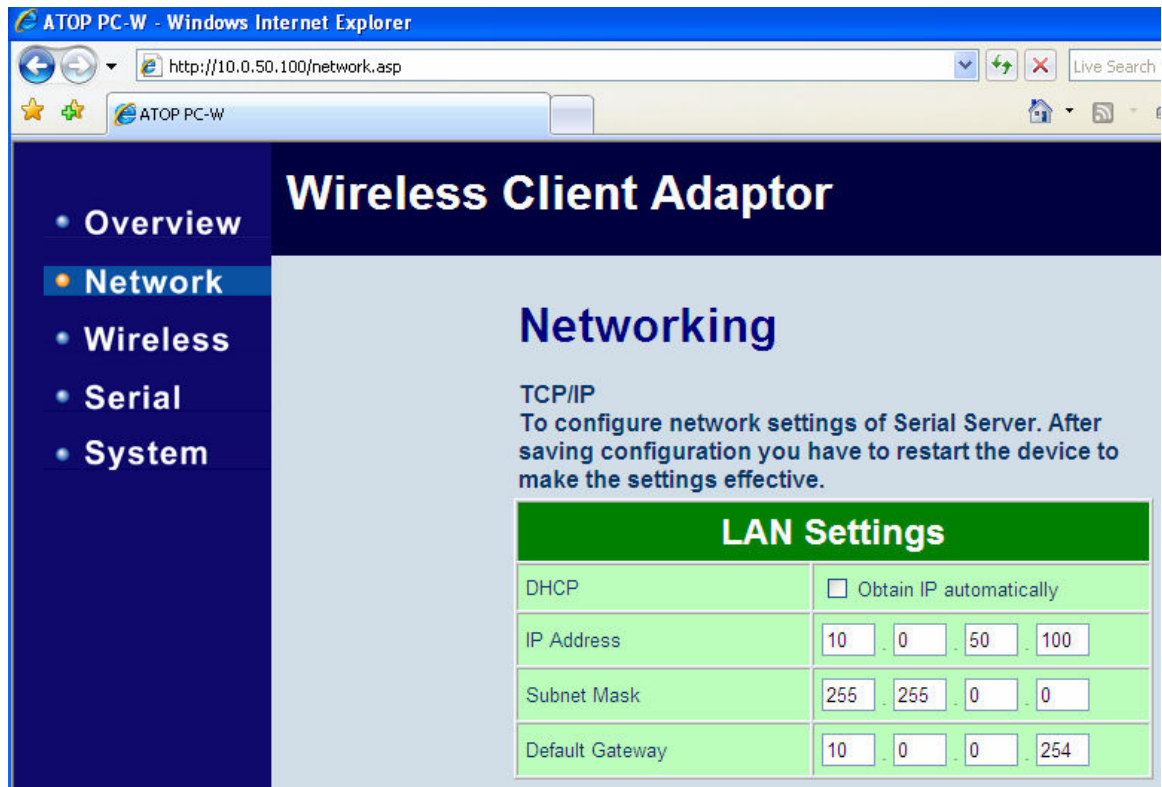 ATOP PC-W - Windows Internet Explorer
http://10.0.50.100/network.asp
Live Search
ATOP PC-W
Wireless Client Adaptor
Overview
Network
Wireless
Serial
System
Networking
TCP/IP
To configure network settings of Serial Server. After
saving configuration you have to restart the device to
make the settings effective.
LAN Settings
DHCP Obtain IP automatically
IP Address 10 . 0 . 50 . 100
Subnet Mask 255 . 255 . 0 . 0
Default Gateway 10 . 0 . 0 . 254